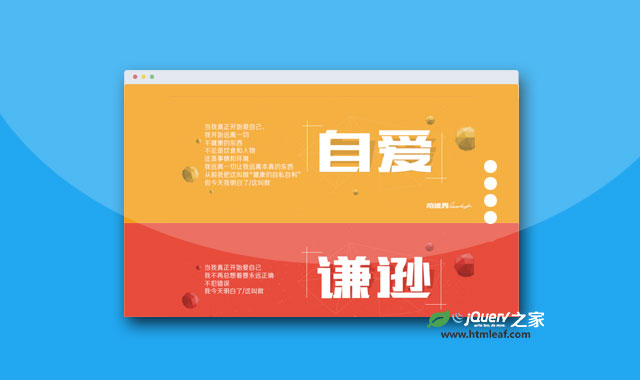 当我真正开始爱自己，
我开始远离一切
不健康的东西
不论是饮食和人物
还是事情和环境
我远离一切让我远离本真的东西
从前我把这叫做“健康的自私自利”
但今天我明白了/这叫做
自爱
当我真正开始爱自己
我不再总想着要永远正确
不犯错误
我今天明白了/这叫做
谦逊
jQuery之家
www.htmleaf.com